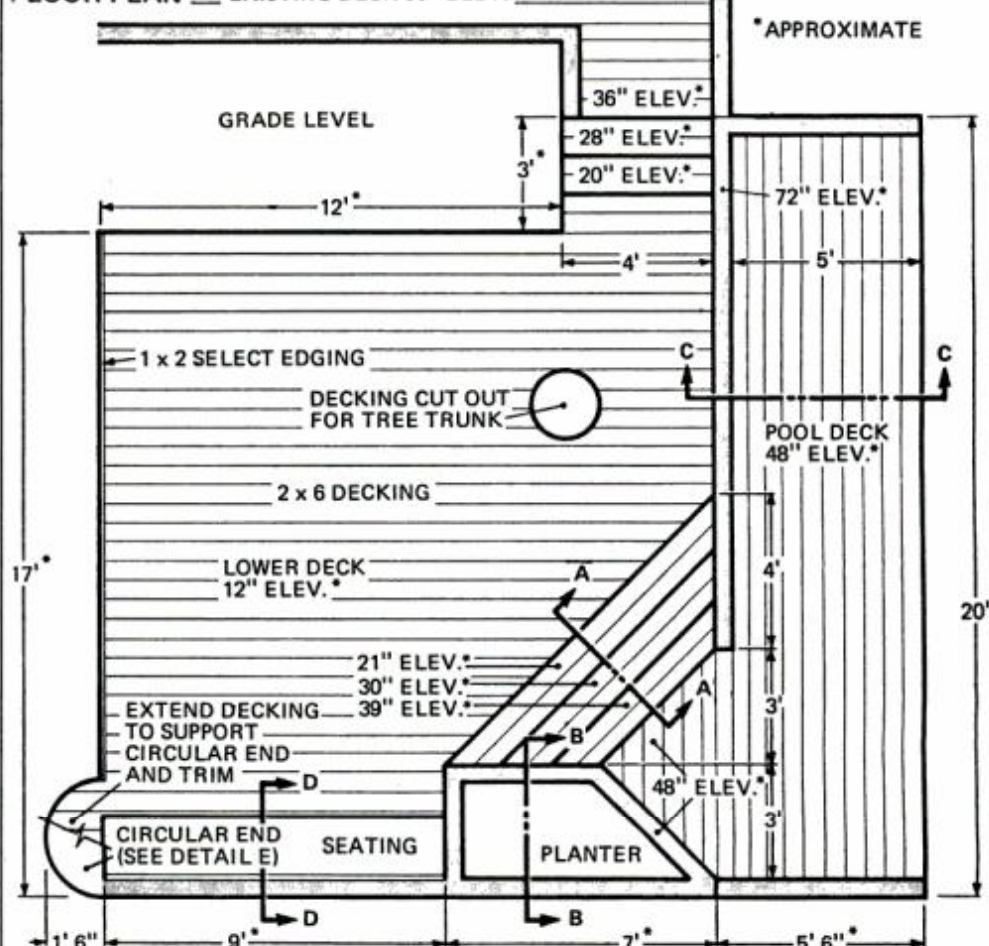 *APPROXIMATE
36" ELEV.*
GRADE LEVEL
28" ELEV.*
3'*
20" ELEV.*
72" ELEV.*
12'*
4'
5'
1 x 2 SELECT EDGING
C
C
DECKING CUT OUT
FOR TREE TRUNK
POOL DECK
48" ELEV.*
2 x 6 DECKING
17'*
LOWER DECK
12" ELEV.*
A
4'
20'
21" ELEV.*
30" ELEV.*
39" ELEV.*
A
3'
EXTEND DECKING
TO SUPPORT
CIRCULAR END
AND TRIM
B
D
48" ELEV.*
3'
CIRCULAR END
(SEE DETAIL E)
SEATING
PLANTER
D
B
1' 6"
9'*
7'*
5' 6"*